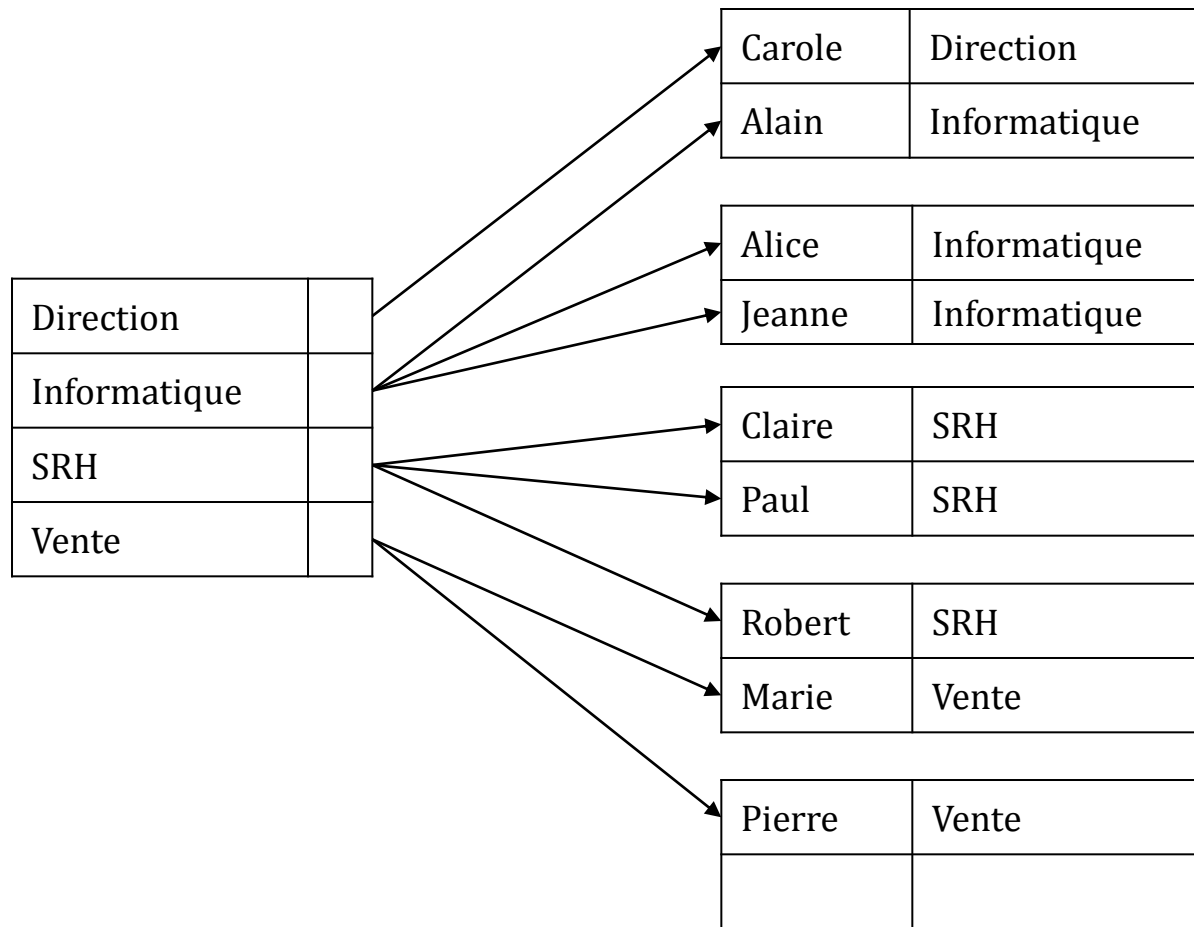 Direction
Informatique
SRH
Vente
Carole Direction
Alain Informatique
Alice Informatique
Jeanne Informatique
Claire SRH
Paul SRH
Robert SRH
Marie Vente
Pierre Vente